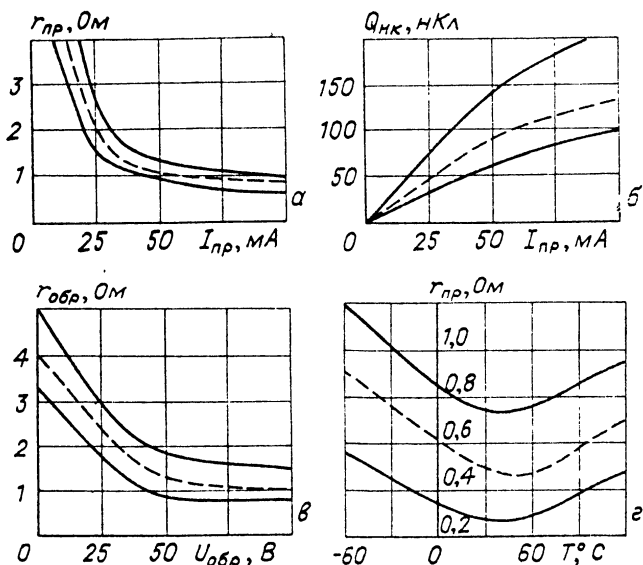 r_пр, Ом
3
2
1
0 25 50 I_пр, мА
а
Q_нк, нКл
150
100
50
0 25 50 I_пр, мА
б
r_обр, Ом
4
3
2
1
0 25 50 U_обр, В
в
r_пр, Ом
1,0
0,8
0,6
0,4
0,2
-60 0 60 T,°C
г